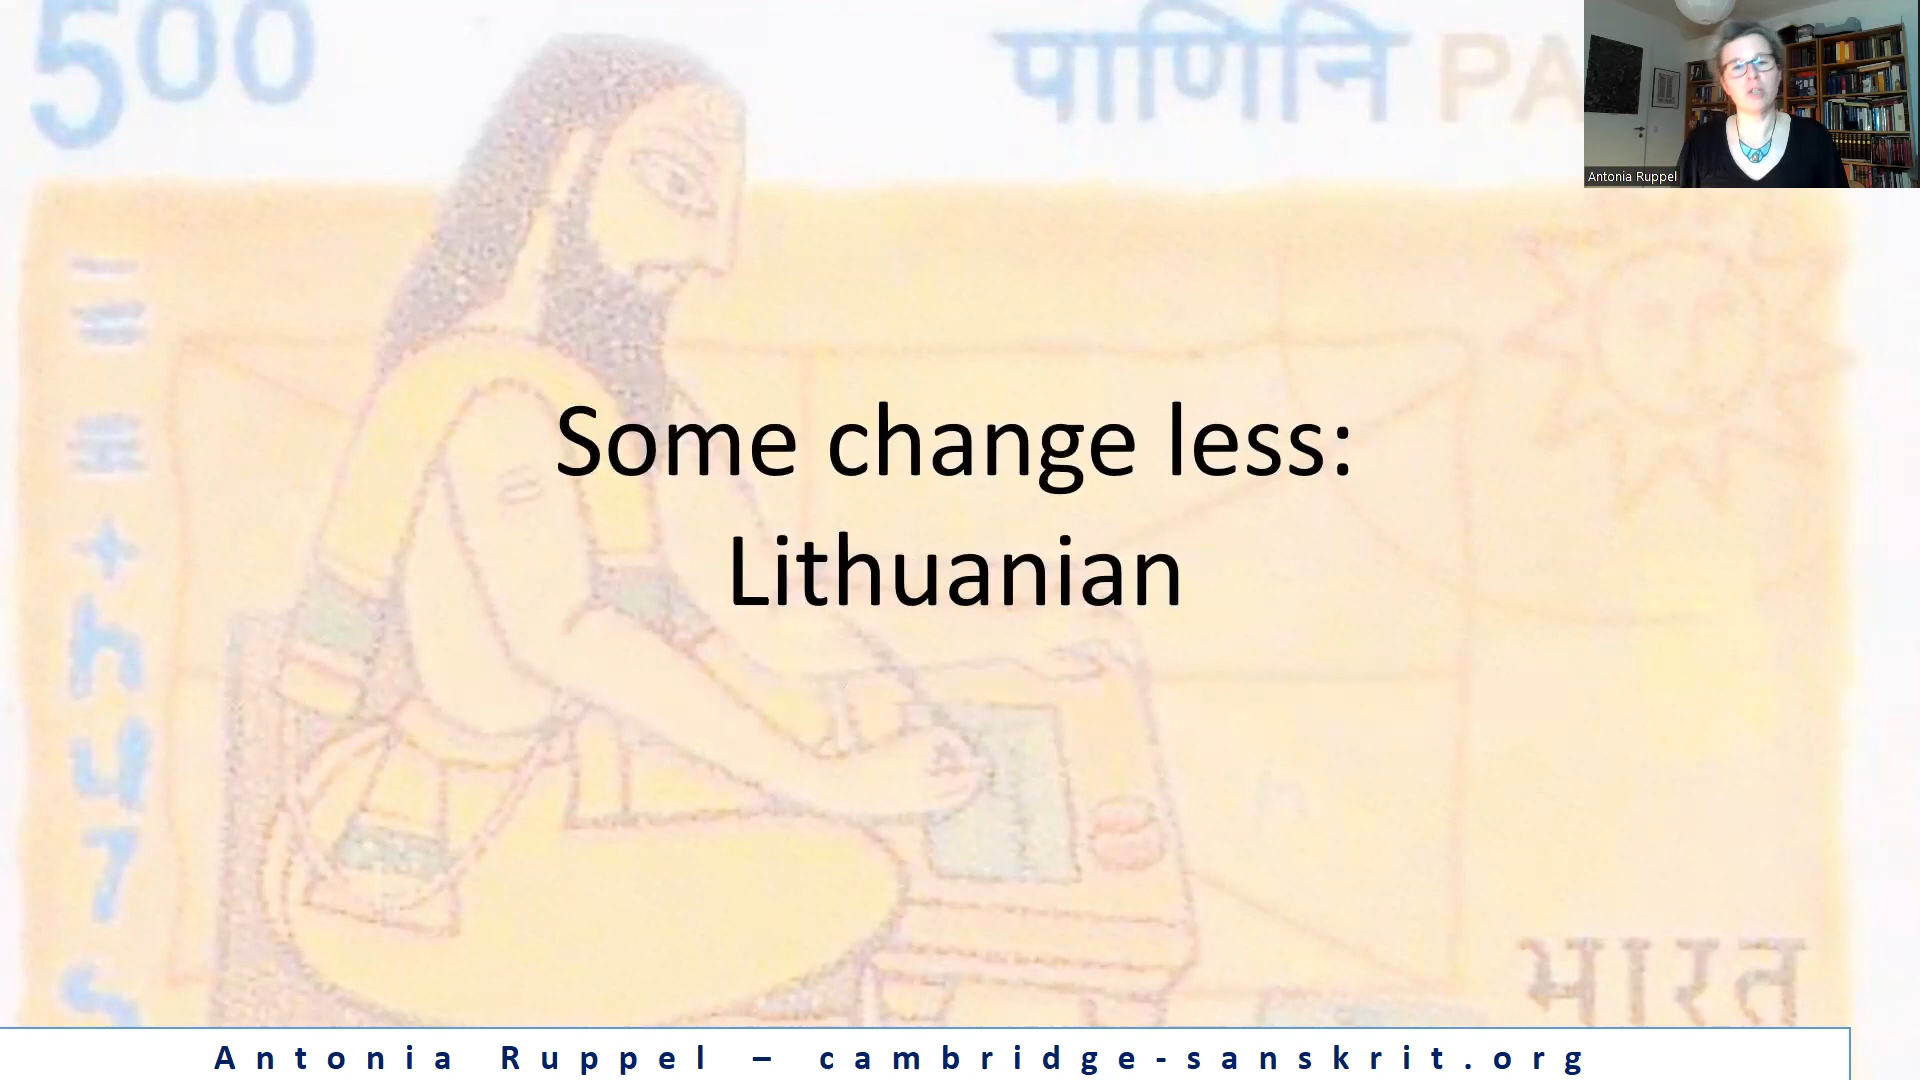 500
पाणिनि PA
Antonia Ruppel
Some change less:
Lithuanian
भारत
Antonia Ruppel – cambridge-sanskrit.org